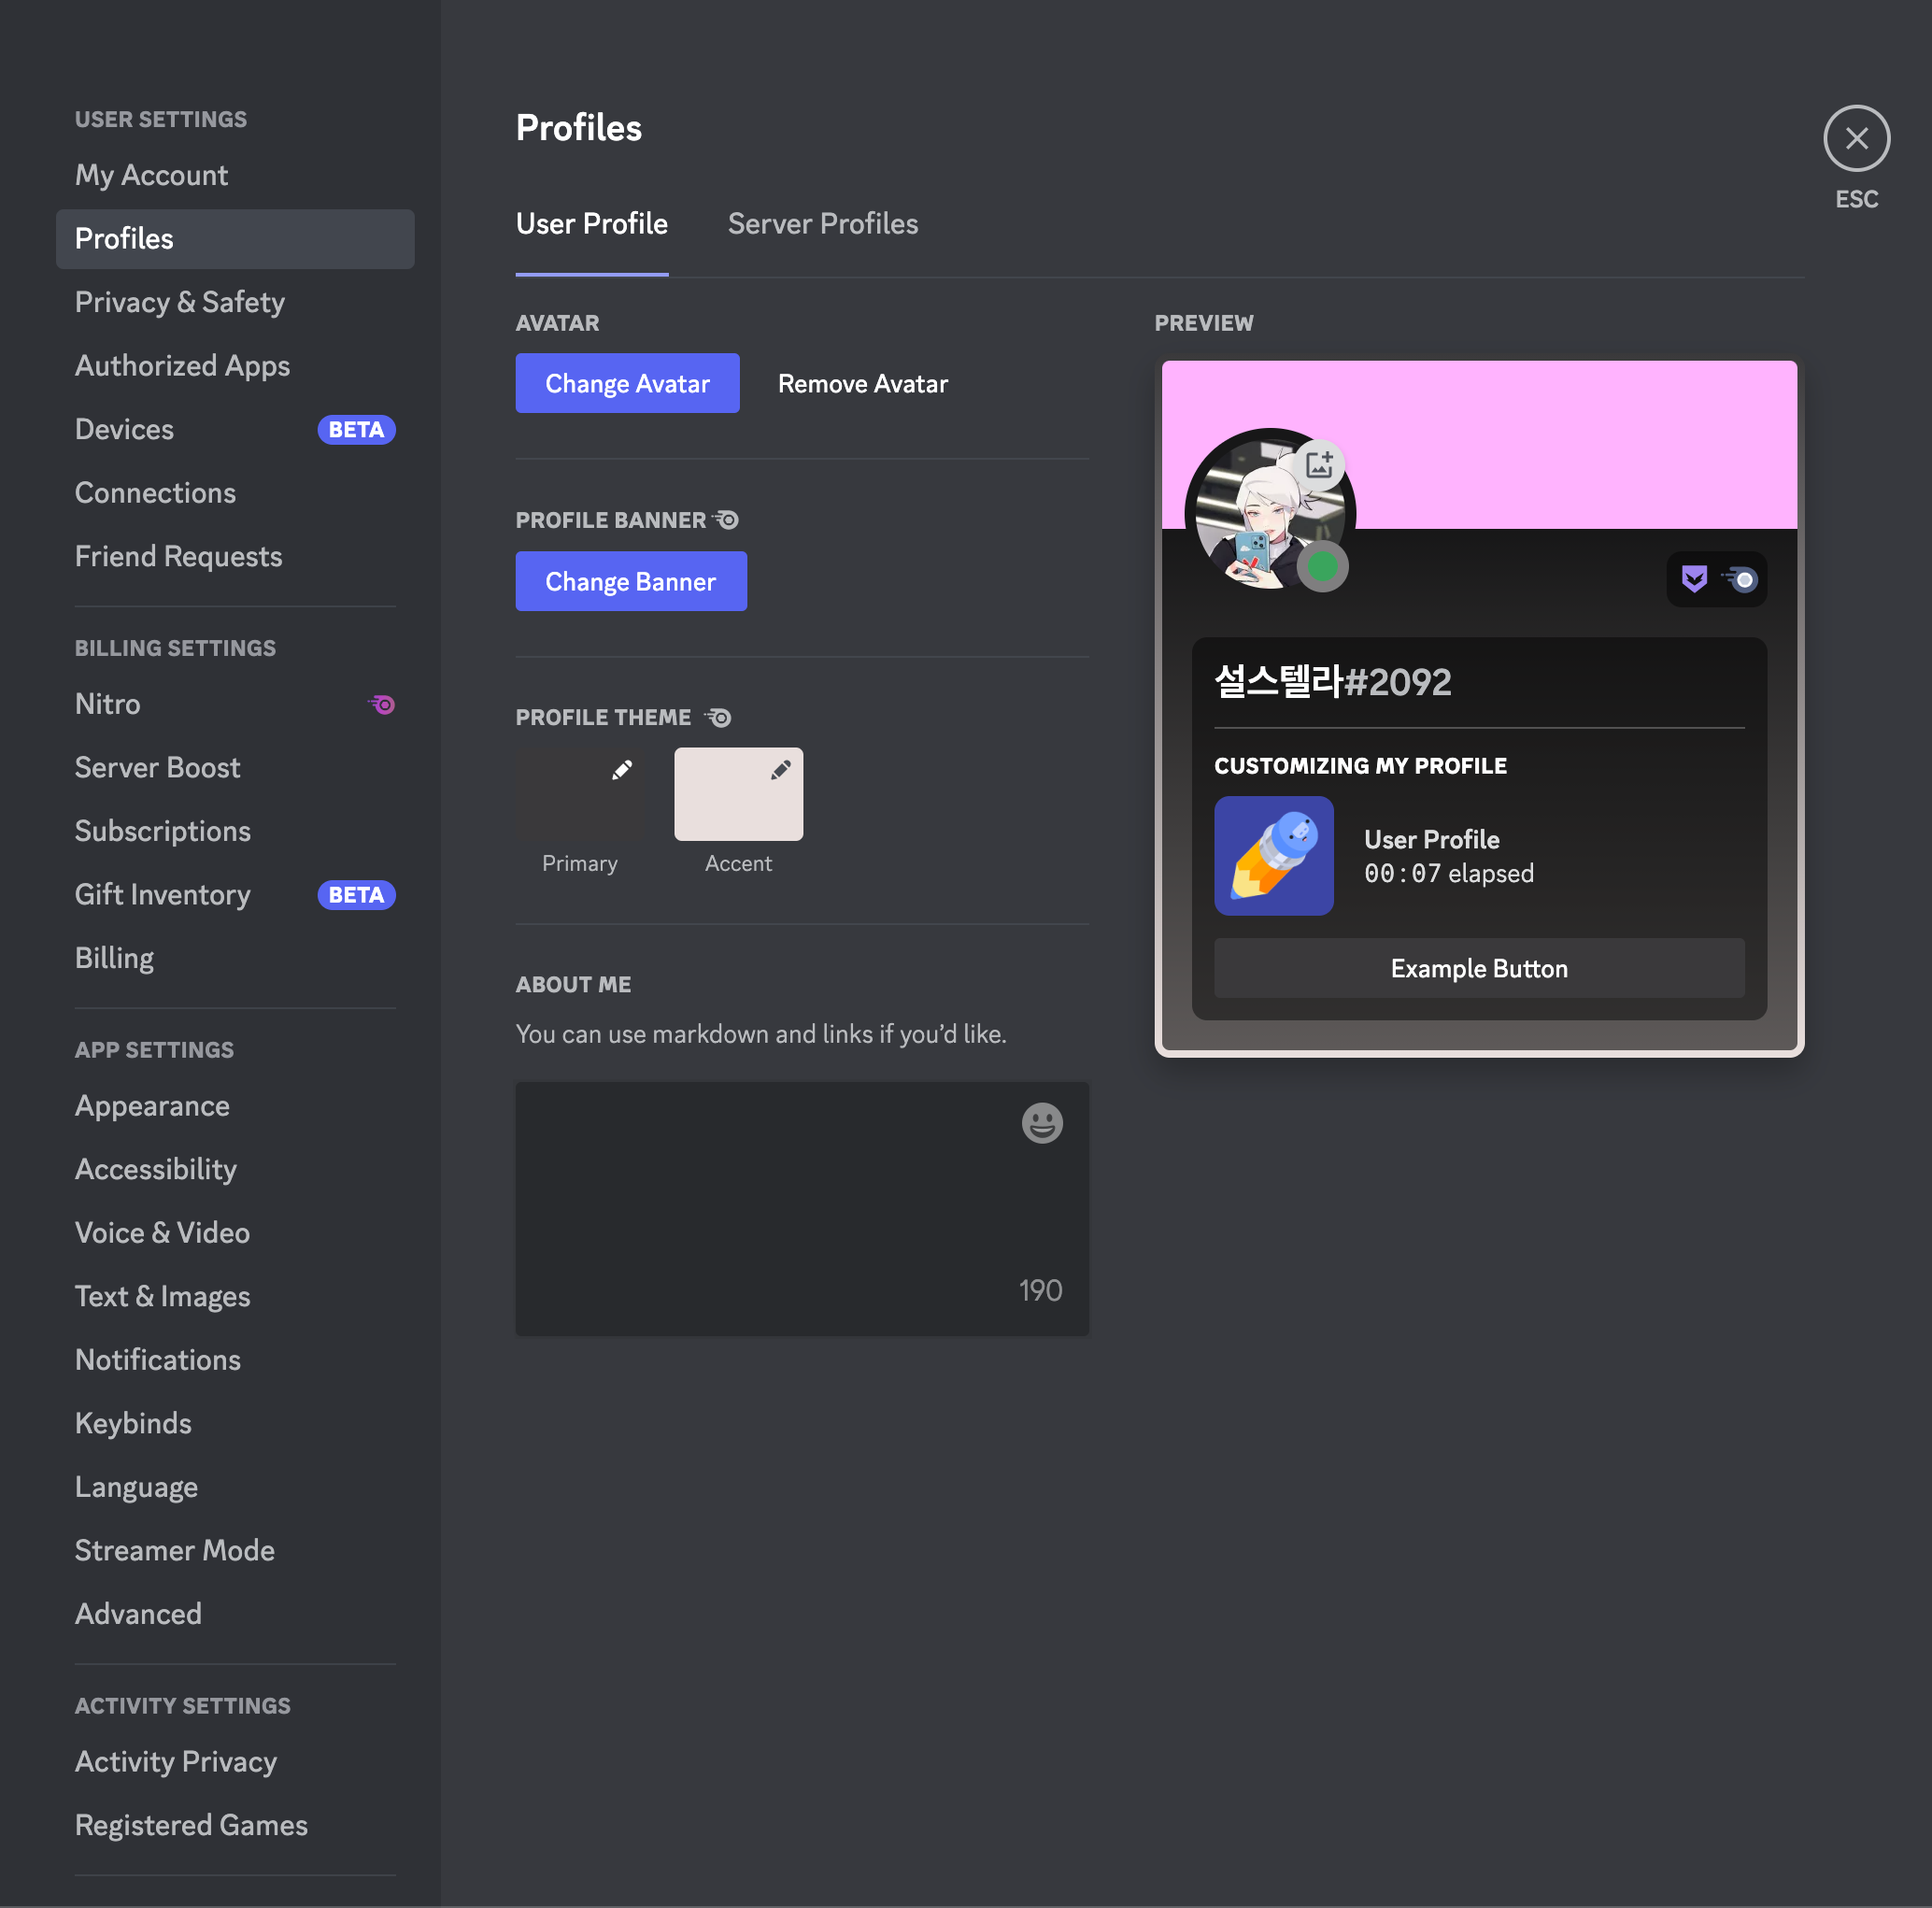 USER SETTINGS
My Account
Profiles
Privacy & Safety
Authorized Apps
Devices BETA
Connections
Friend Requests
BILLING SETTINGS
Nitro
Server Boost
Subscriptions
Gift Inventory BETA
Billing
APP SETTINGS
Appearance
Accessibility
Voice & Video
Text & Images
Notifications
Keybinds
Language
Streamer Mode
Advanced
ACTIVITY SETTINGS
Activity Privacy
Registered Games
Profiles
ESC
User Profile Server Profiles
AVATAR
Change Avatar Remove Avatar
PROFILE BANNER
Change Banner
PROFILE THEME
Primary Accent
ABOUT ME
You can use markdown and links if you’d like.
190
PREVIEW
설스텔라#2092
CUSTOMIZING MY PROFILE
User Profile
00:07 elapsed
Example Button